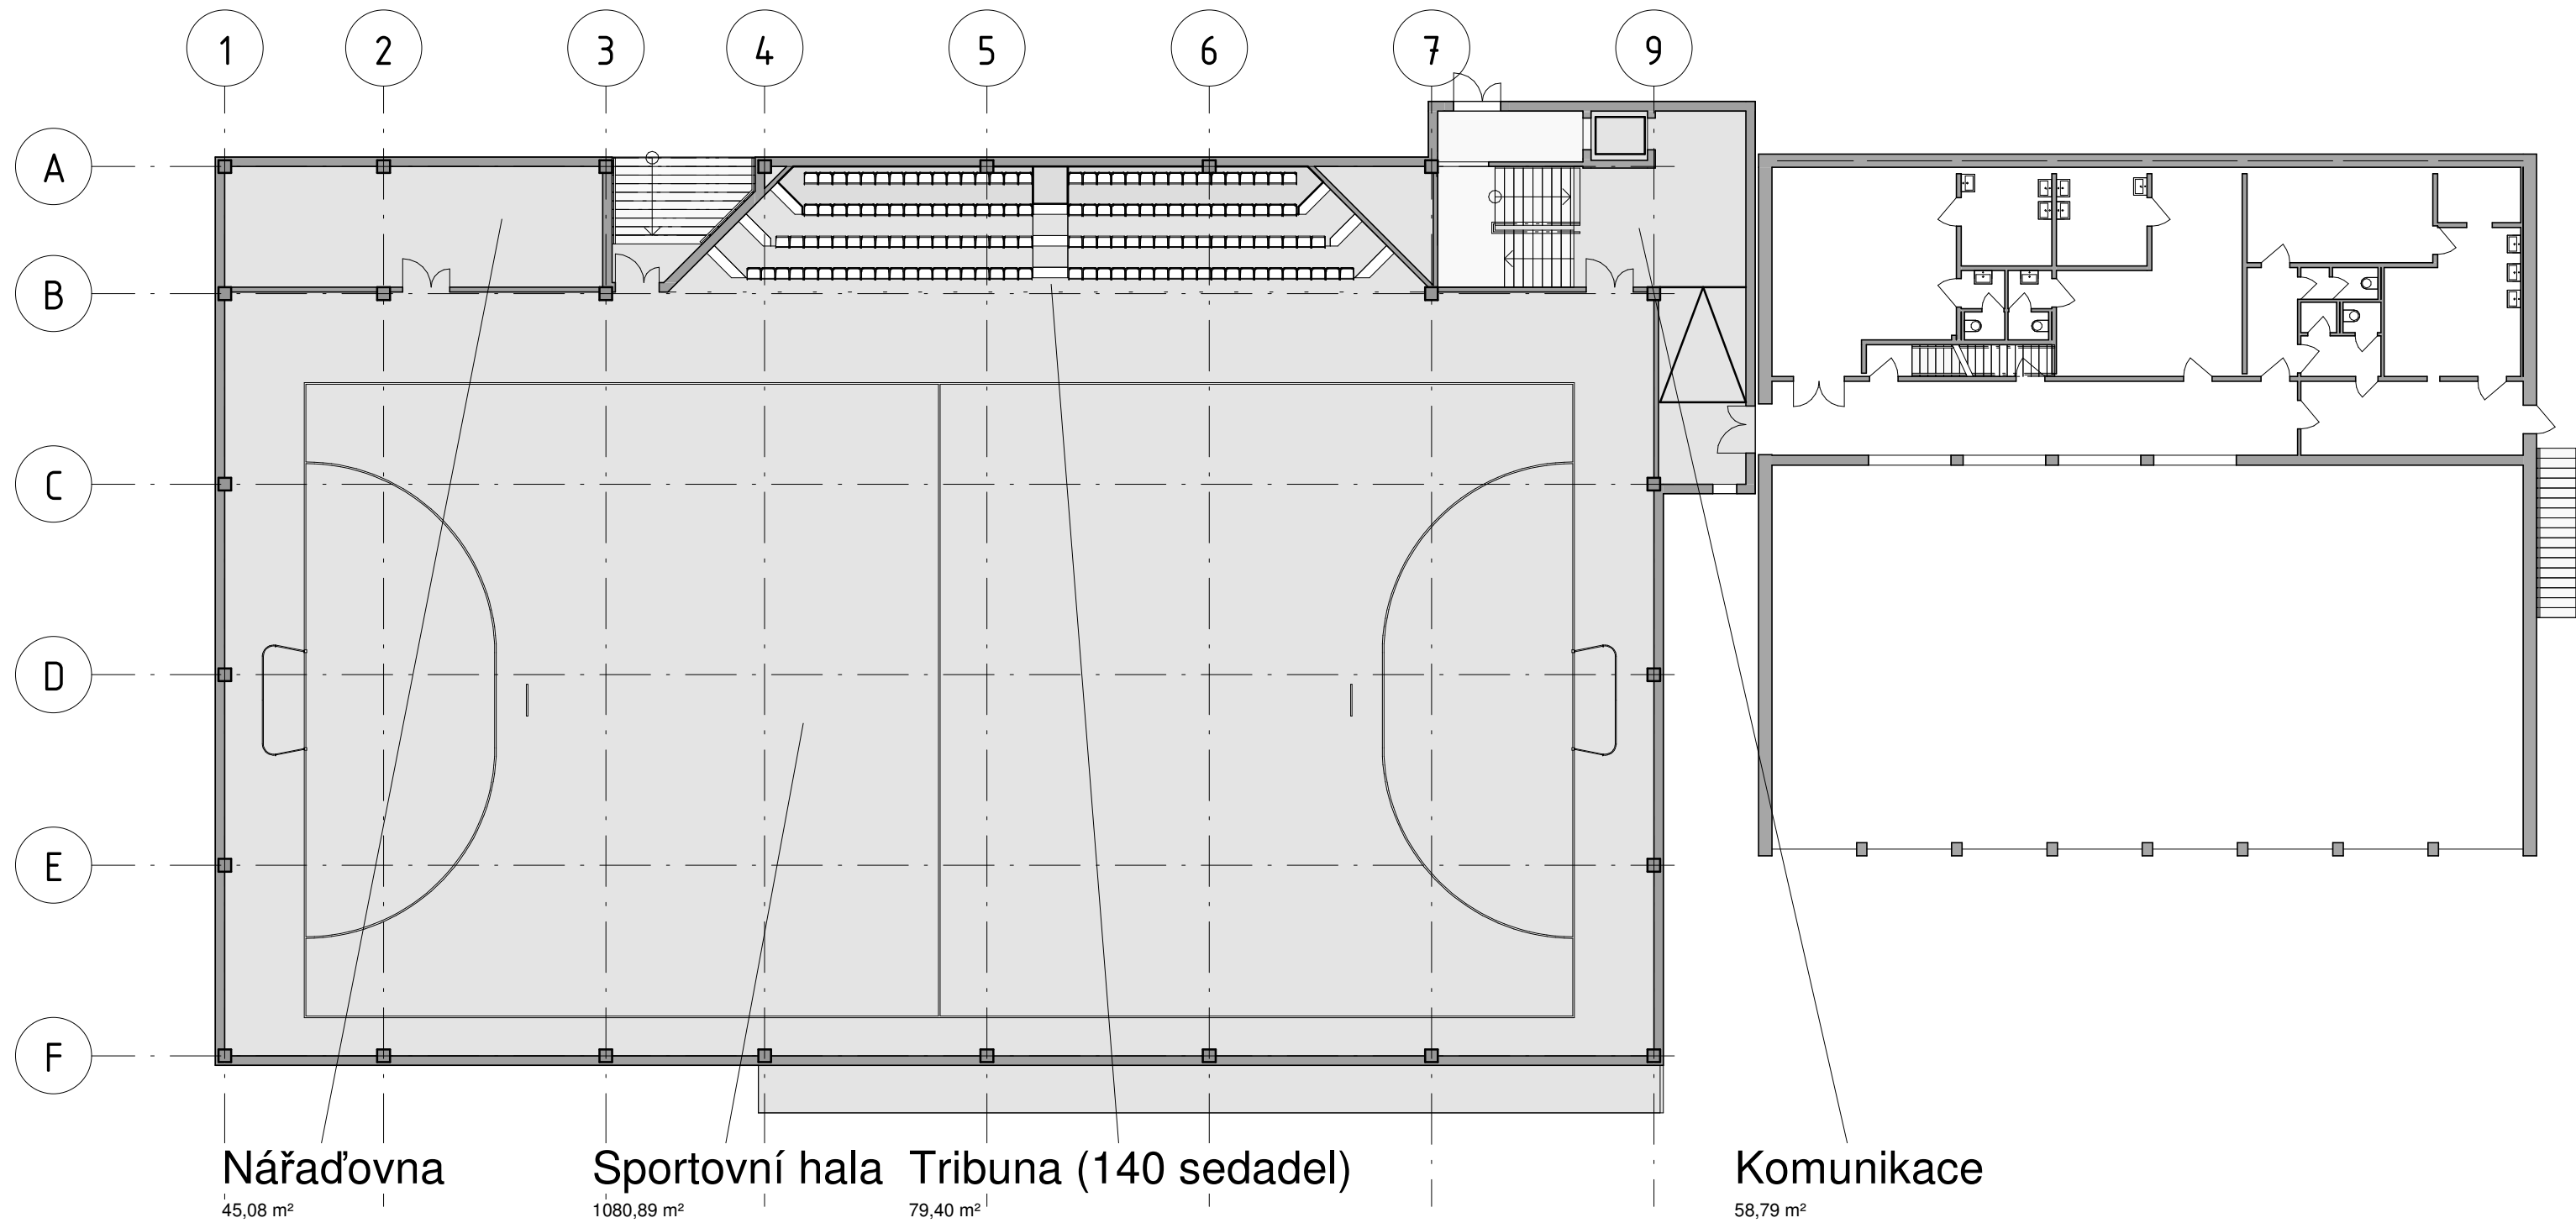 1 2 3 4 5 6 7 9
A
B
C
D
E
F
Nářaďovna Sportovní hala Tribuna (140 sedadel) Komunikace
45,08 m² 1080,89 m² 79,40 m² 58,79 m²